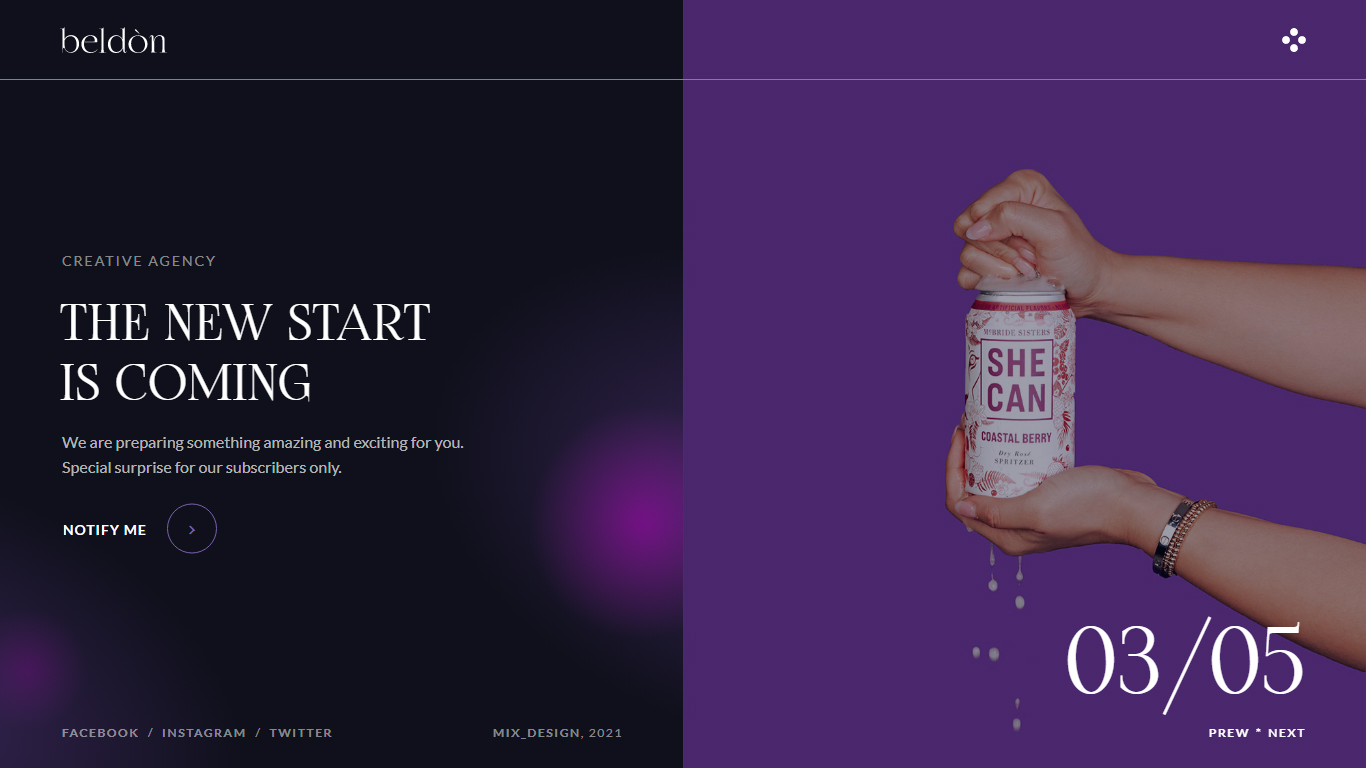 beldòn
CREATIVE AGENCY
THE NEW START
IS COMING
We are preparing something amazing and exciting for you.
Special surprise for our subscribers only.
NOTIFY ME
FACEBOOK / INSTAGRAM / TWITTER
MIX_DESIGN, 2021
ARTIFICIAL FLAVORS
MCBRIDE SISTERS
SHE
CAN
COASTAL BERRY
Dry Rosé
SPRITZER
03/05
PREW * NEXT